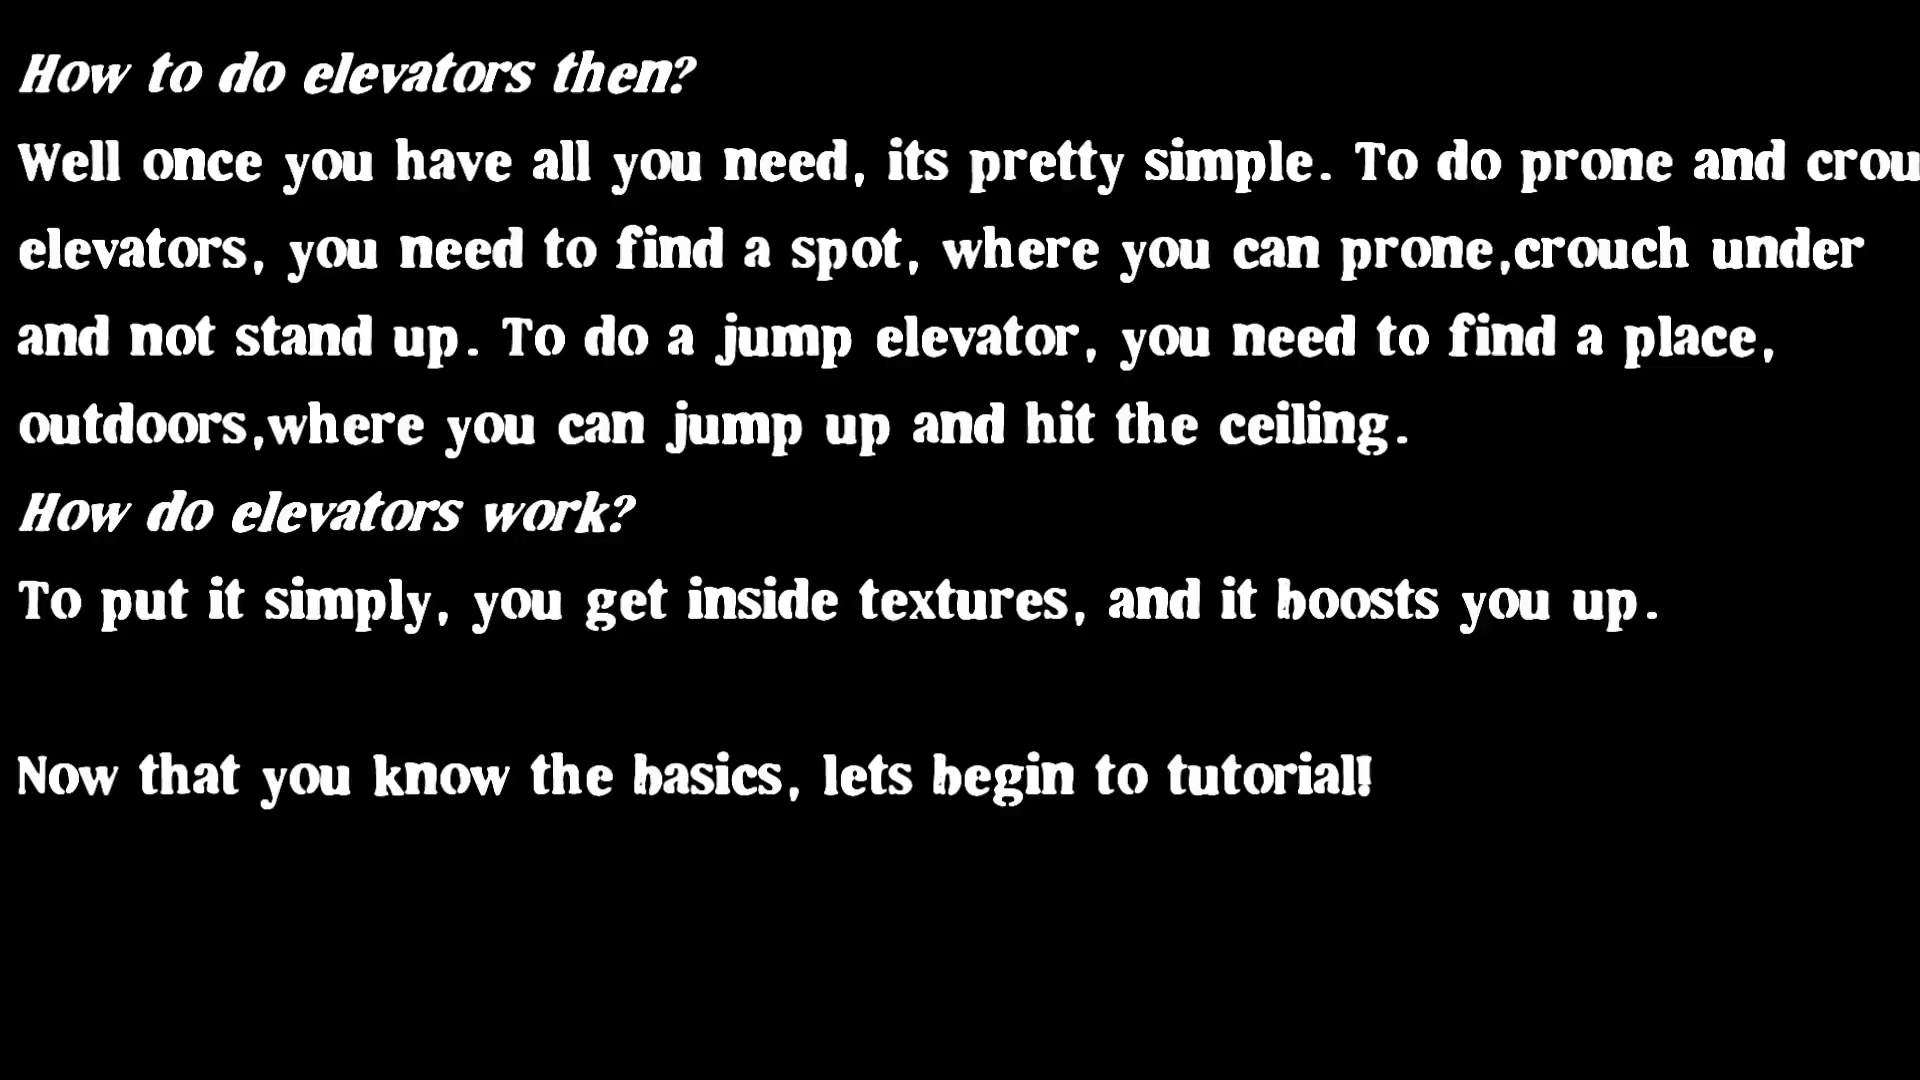 How to do elevators then?
Well once you have all you need, its pretty simple. To do prone and crou
elevators, you need to find a spot, where you can prone,crouch under
and not stand up. To do a jump elevator, you need to find a place,
outdoors,where you can jump up and hit the ceiling.
How do elevators work?
To put it simply, you get inside textures, and it boosts you up.
Now that you know the basics, lets begin to tutorial!